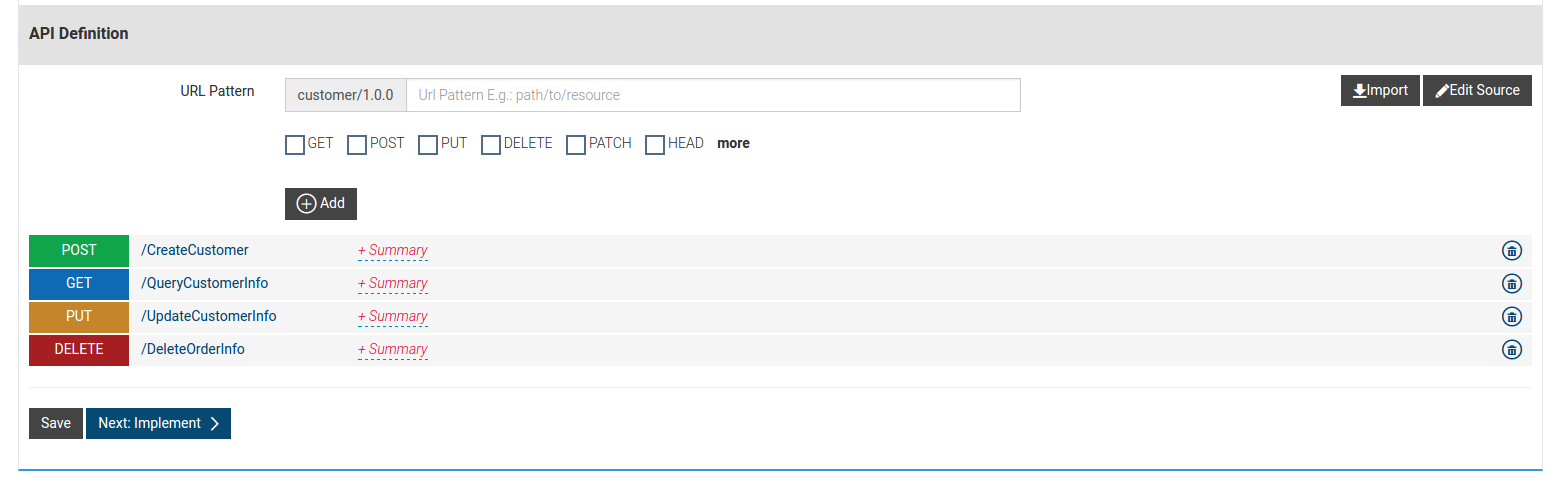 API Definition
URL Pattern customer/1.0.0 Url Pattern E.g.: path/to/resource Import Edit Source
GET POST PUT DELETE PATCH HEAD more
Add
POST /CreateCustomer + Summary
GET /QueryCustomerInfo + Summary
PUT /UpdateCustomerInfo + Summary
DELETE /DeleteOrderInfo + Summary
Save Next: Implement